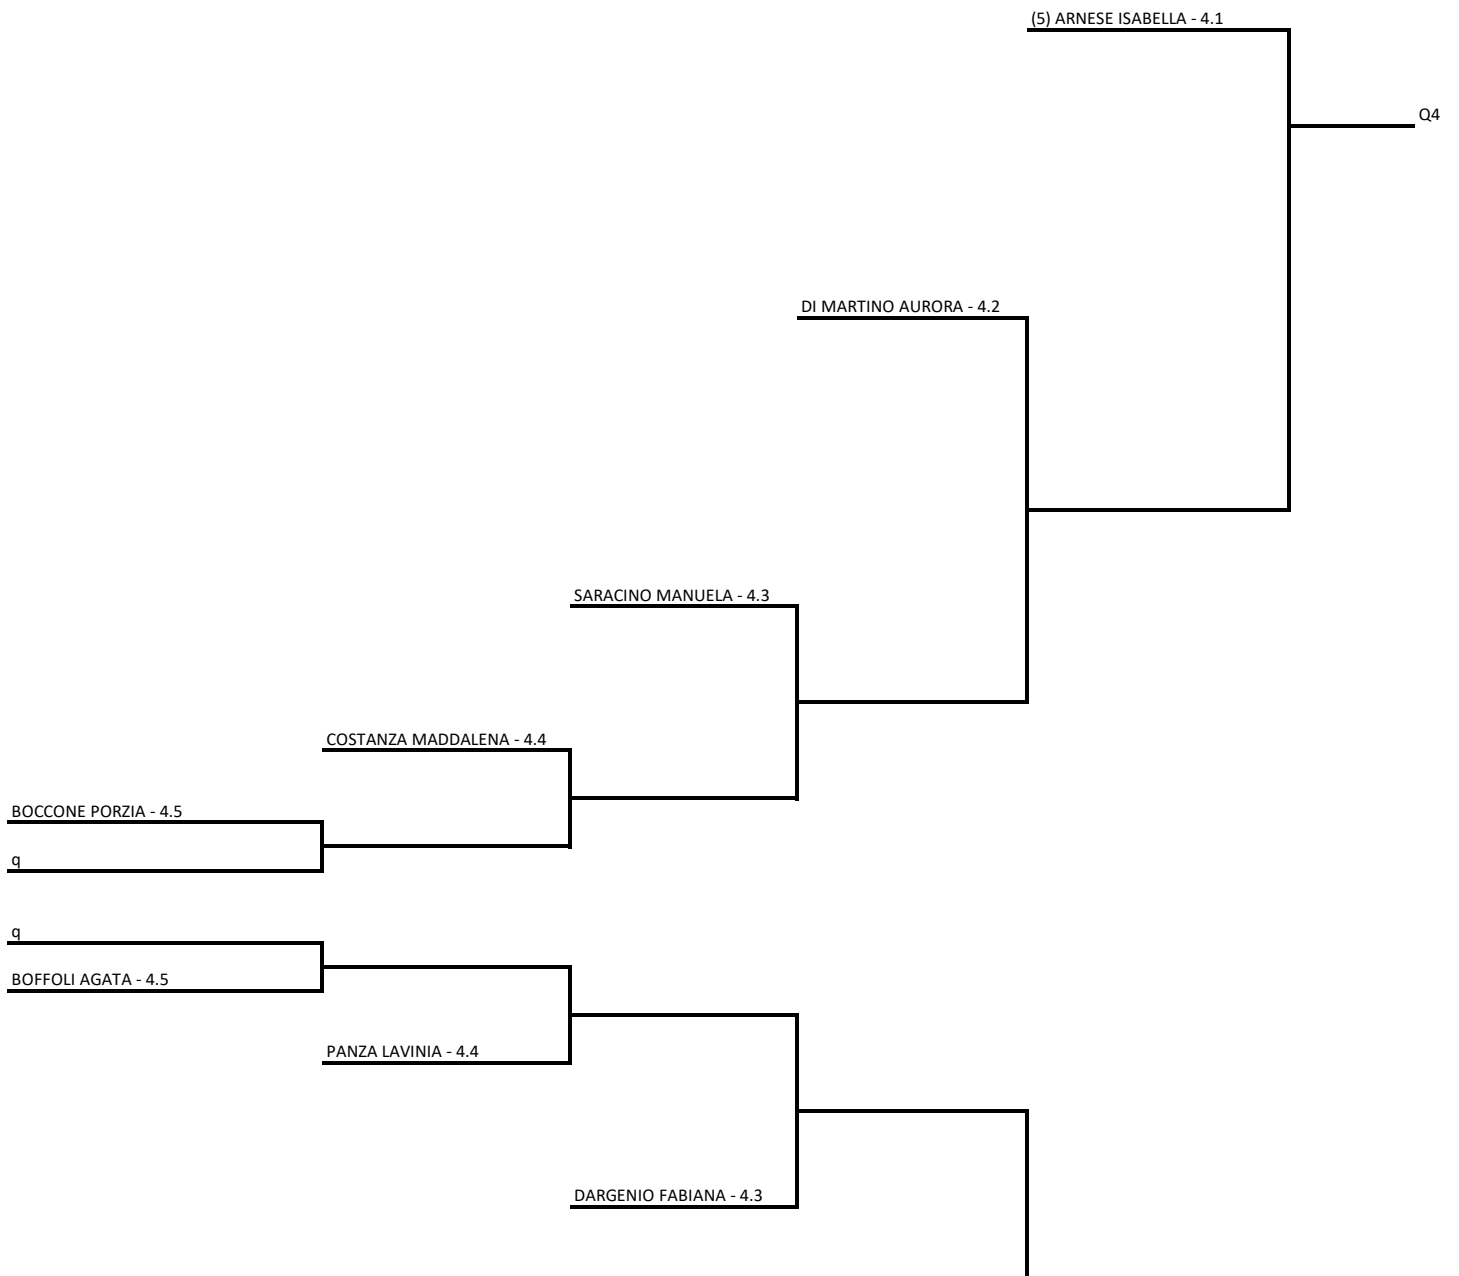 (5) ARNESE ISABELLA - 4.1
Q4
DI MARTINO AURORA - 4.2
SARACINO MANUELA - 4.3
COSTANZA MADDALENA - 4.4
BOCCONE PORZIA - 4.5
q
q
BOFFOLI AGATA - 4.5
PANZA LAVINIA - 4.4
DARGENIO FABIANA - 4.3